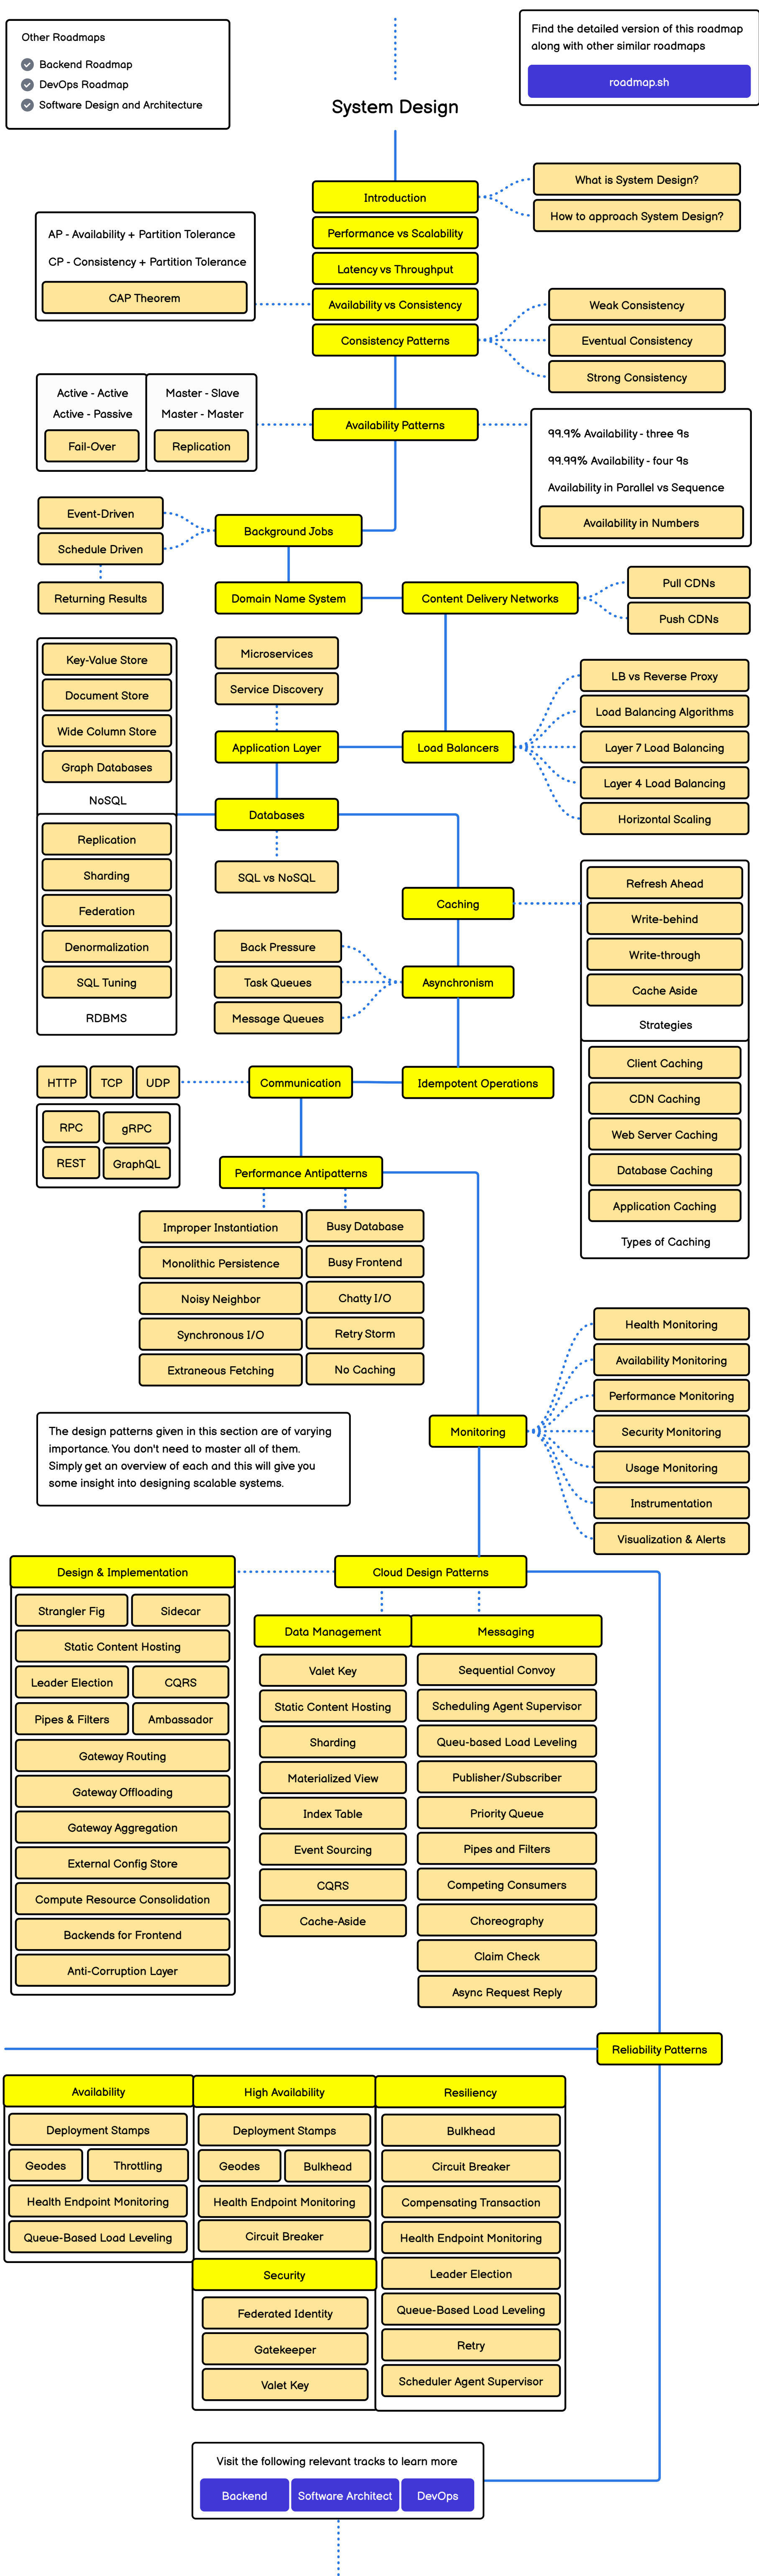 Other Roadmaps
Backend Roadmap
DevOps Roadmap
Software Design and Architecture
Find the detailed version of this roadmap
along with other similar roadmaps
roadmap.sh
System Design
Introduction
What is System Design?
How to approach System Design?
Performance vs Scalability
Latency vs Throughput
Availability vs Consistency
AP - Availability + Partition Tolerance
CP - Consistency + Partition Tolerance
CAP Theorem
Consistency Patterns
Weak Consistency
Eventual Consistency
Strong Consistency
Availability Patterns
Active - Active
Active - Passive
Fail-Over
Master - Slave
Master - Master
Replication
99.9% Availability - three 9s
99.99% Availability - four 9s
Availability in Parallel vs Sequence
Availability in Numbers
Background Jobs
Event-Driven
Schedule Driven
Returning Results
Domain Name System
Content Delivery Networks
Pull CDNs
Push CDNs
Microservices
Service Discovery
Application Layer
Load Balancers
LB vs Reverse Proxy
Load Balancing Algorithms
Layer 7 Load Balancing
Layer 4 Load Balancing
Horizontal Scaling
Key-Value Store
Document Store
Wide Column Store
Graph Databases
NoSQL
Databases
SQL vs NoSQL
Replication
Sharding
Federation
Denormalization
SQL Tuning
RDBMS
Caching
Refresh Ahead
Write-behind
Write-through
Cache Aside
Strategies
Client Caching
CDN Caching
Web Server Caching
Database Caching
Application Caching
Types of Caching
Back Pressure
Task Queues
Message Queues
Asynchronism
HTTP
TCP
UDP
Communication
Idempotent Operations
RPC
gRPC
REST
GraphQL
Performance Antipatterns
Improper Instantiation
Monolithic Persistence
Noisy Neighbor
Synchronous I/O
Extraneous Fetching
Busy Database
Busy Frontend
Chatty I/O
Retry Storm
No Caching
Monitoring
Health Monitoring
Availability Monitoring
Performance Monitoring
Security Monitoring
Usage Monitoring
Instrumentation
Visualization & Alerts
The design patterns given in this section are of varying
importance. You don't need to master all of them.
Simply get an overview of each and this will give you
some insight into designing scalable systems.
Cloud Design Patterns
Design & Implementation
Strangler Fig
Sidecar
Static Content Hosting
Leader Election
CQRS
Pipes & Filters
Ambassador
Gateway Routing
Gateway Offloading
Gateway Aggregation
External Config Store
Compute Resource Consolidation
Backends for Frontend
Anti-Corruption Layer
Data Management
Valet Key
Static Content Hosting
Sharding
Materialized View
Index Table
Event Sourcing
CQRS
Cache-Aside
Messaging
Sequential Convoy
Scheduling Agent Supervisor
Queu-based Load Leveling
Publisher/Subscriber
Priority Queue
Pipes and Filters
Competing Consumers
Choreography
Claim Check
Async Request Reply
Reliability Patterns
Availability
Deployment Stamps
Geodes
Throttling
Health Endpoint Monitoring
Queue-Based Load Leveling
High Availability
Deployment Stamps
Geodes
Bulkhead
Health Endpoint Monitoring
Circuit Breaker
Security
Federated Identity
Gatekeeper
Valet Key
Resiliency
Bulkhead
Circuit Breaker
Compensating Transaction
Health Endpoint Monitoring
Leader Election
Queue-Based Load Leveling
Retry
Scheduler Agent Supervisor
Visit the following relevant tracks to learn more
Backend
Software Architect
DevOps